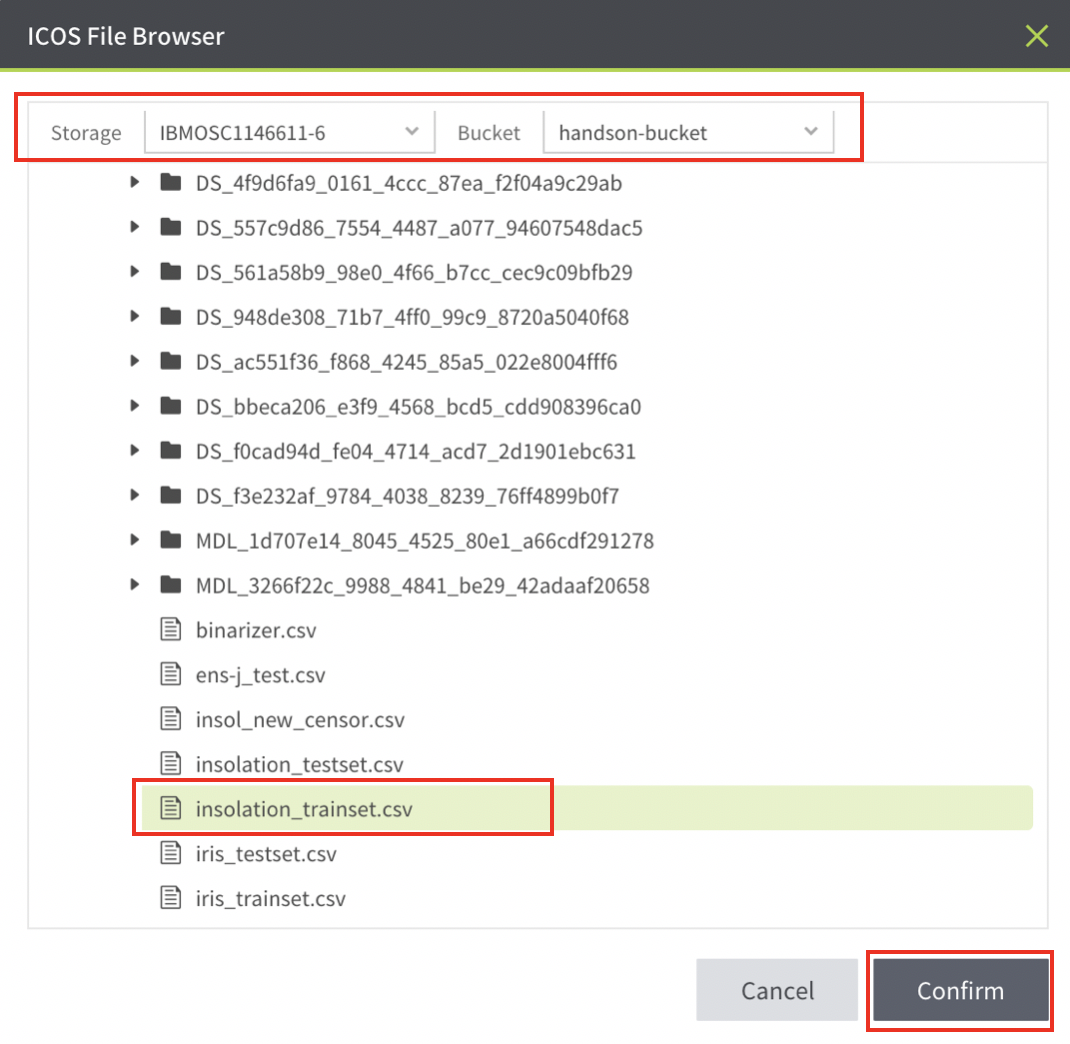 ICOS File Browser
Storage IBMOSC1146611-6 Bucket handson-bucket
DS_4f9d6fa9_0161_4ccc_87ea_f2f04a9c29ab
DS_557c9d86_7554_4487_a077_94607548dac5
DS_561a58b9_98e0_4f66_b7cc_cec9c09bfb29
DS_948de308_71b7_4ff0_99c9_8720a5040f68
DS_ac551f36_f868_4245_85a5_022e8004fff6
DS_bbeca206_e3f9_4568_bcd5_cdd908396ca0
DS_f0cad94d_fe04_4714_acd7_2d1901ebc631
DS_f3e232af_9784_4038_8239_76ff4899b0f7
MDL_1d707e14_8045_4525_80e1_a66cdf291278
MDL_3266f22c_9988_4841_be29_42adaaf20658
binarizer.csv
ens-j_test.csv
insol_new_censor.csv
insolation_testset.csv
insolation_trainset.csv
iris_testset.csv
iris_trainset.csv
Cancel Confirm